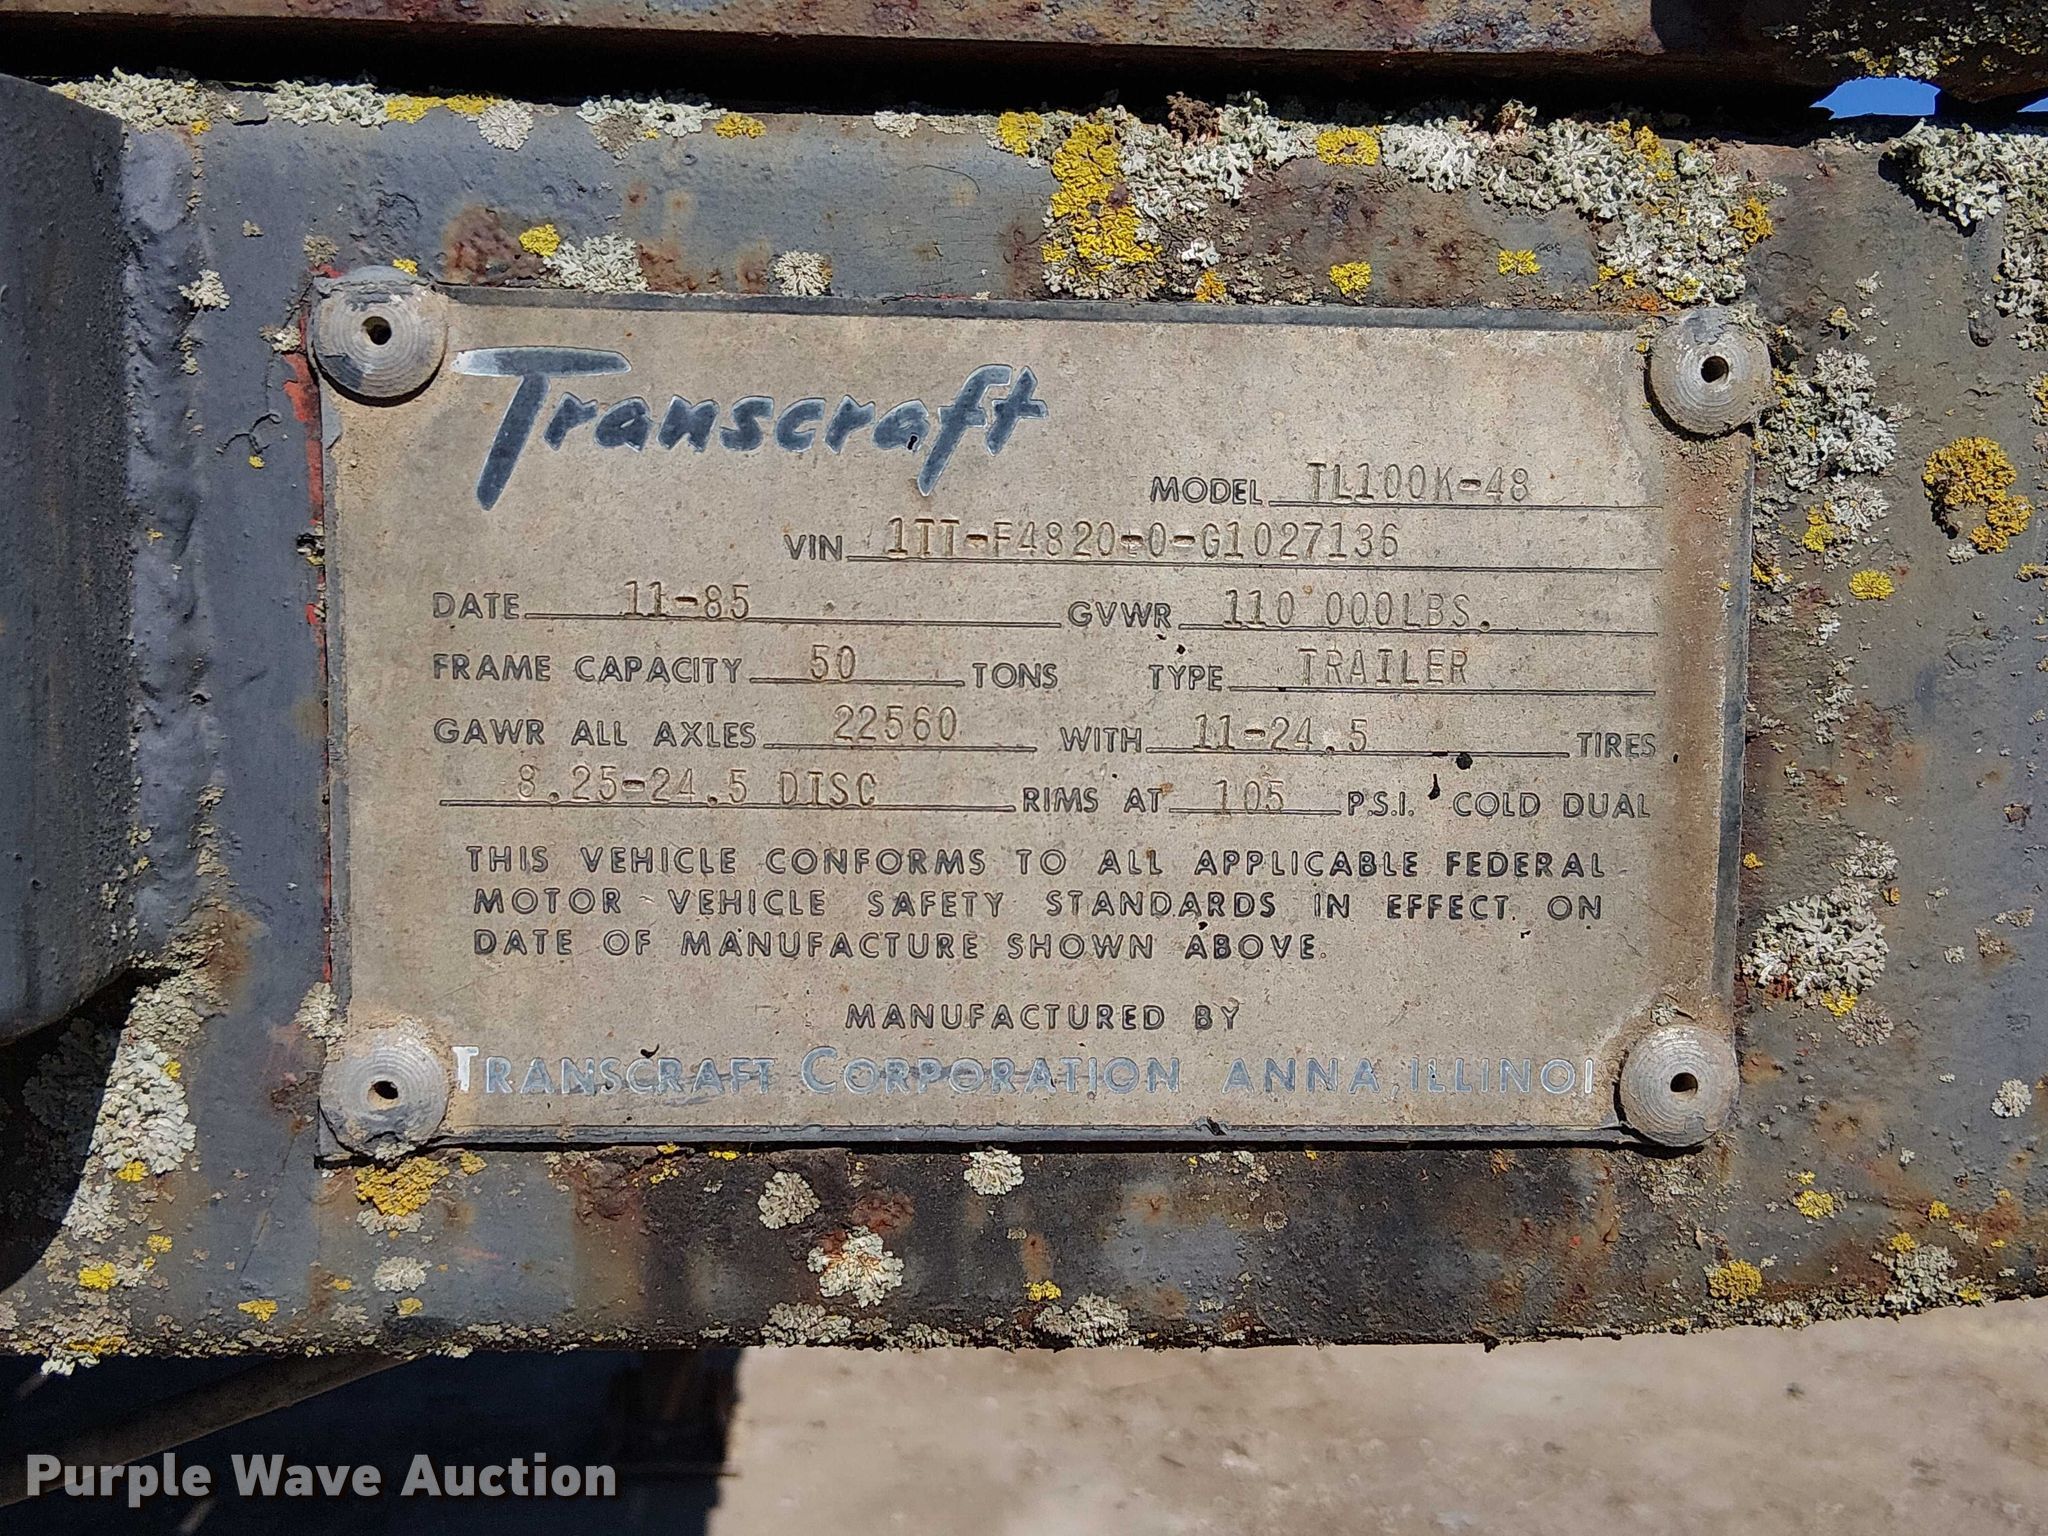 Transcraft
MODEL TL100K-48
VIN 1TT-F4820-0-G1027136
DATE 11-85 GVWR 110 000LBS.
FRAME CAPACITY 50 TONS TYPE TRAILER
GAWR ALL AXLES 22560 WITH 11-24.5 TIRES
8.25-24.5 DISC RIMS AT 105 P.S.I. COLD DUAL
THIS VEHICLE CONFORMS TO ALL APPLICABLE FEDERAL
MOTOR VEHICLE SAFETY STANDARDS IN EFFECT ON
DATE OF MANUFACTURE SHOWN ABOVE.
MANUFACTURED BY
TRANSCRAFT CORPORATION ANNA, ILLINOI
Purple Wave Auction